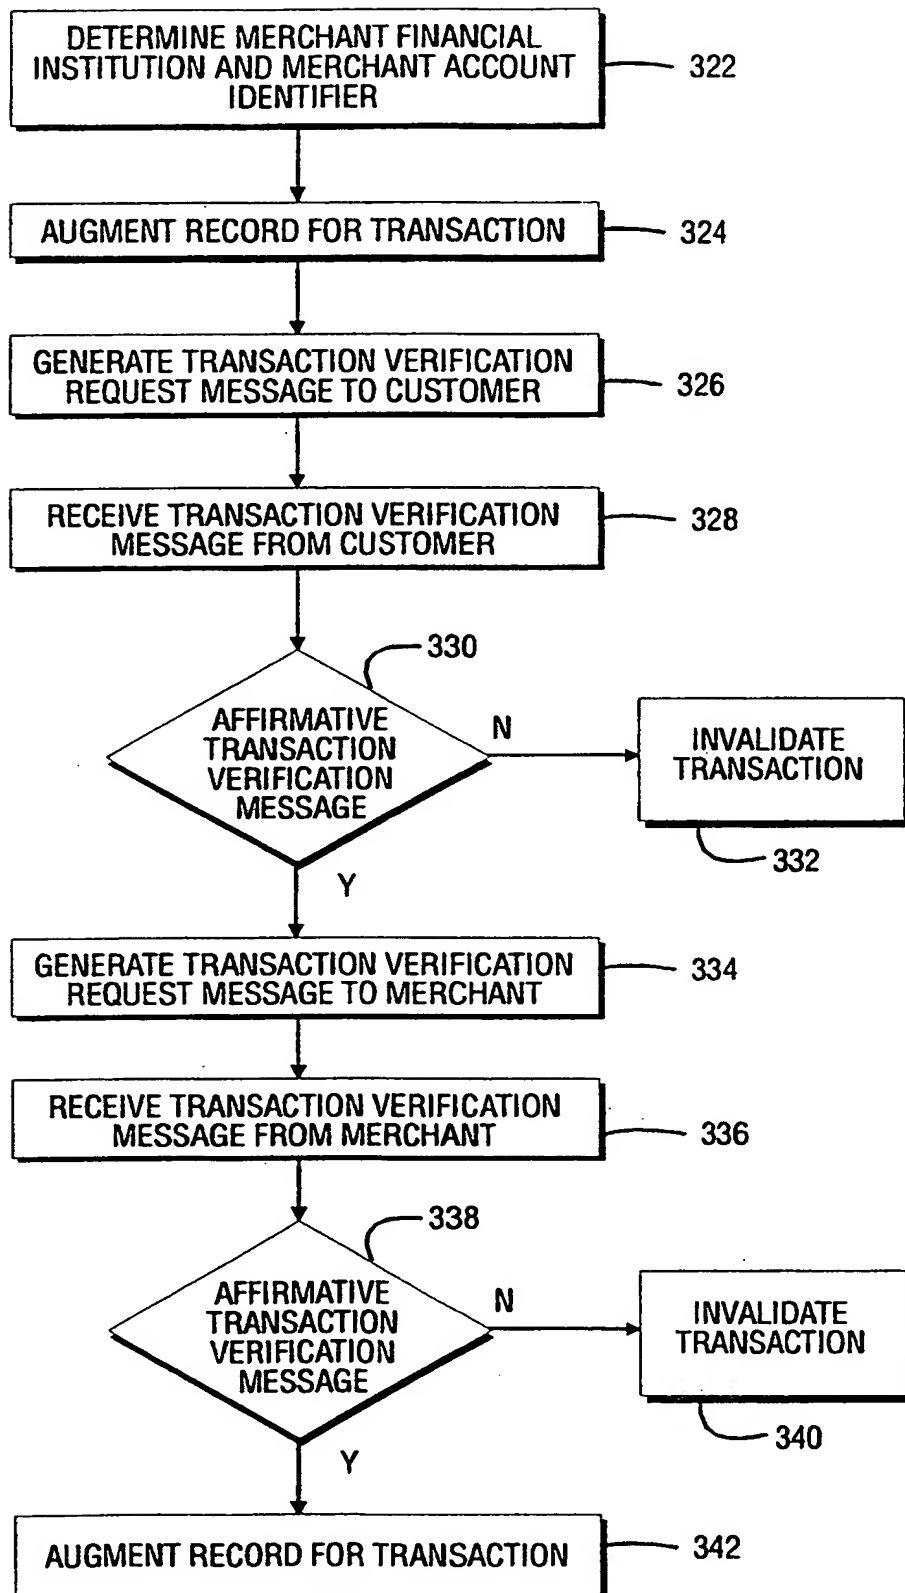 DETERMINE MERCHANT FINANCIAL
INSTITUTION AND MERCHANT ACCOUNT
IDENTIFIER
322
AUGMENT RECORD FOR TRANSACTION
324
GENERATE TRANSACTION VERIFICATION
REQUEST MESSAGE TO CUSTOMER
326
RECEIVE TRANSACTION VERIFICATION
MESSAGE FROM CUSTOMER
328
330
AFFIRMATIVE
TRANSACTION
VERIFICATION
MESSAGE
N
INVALIDATE
TRANSACTION
332
Y
GENERATE TRANSACTION VERIFICATION
REQUEST MESSAGE TO MERCHANT
334
RECEIVE TRANSACTION VERIFICATION
MESSAGE FROM MERCHANT
336
338
AFFIRMATIVE
TRANSACTION
VERIFICATION
MESSAGE
N
INVALIDATE
TRANSACTION
340
Y
AUGMENT RECORD FOR TRANSACTION
342